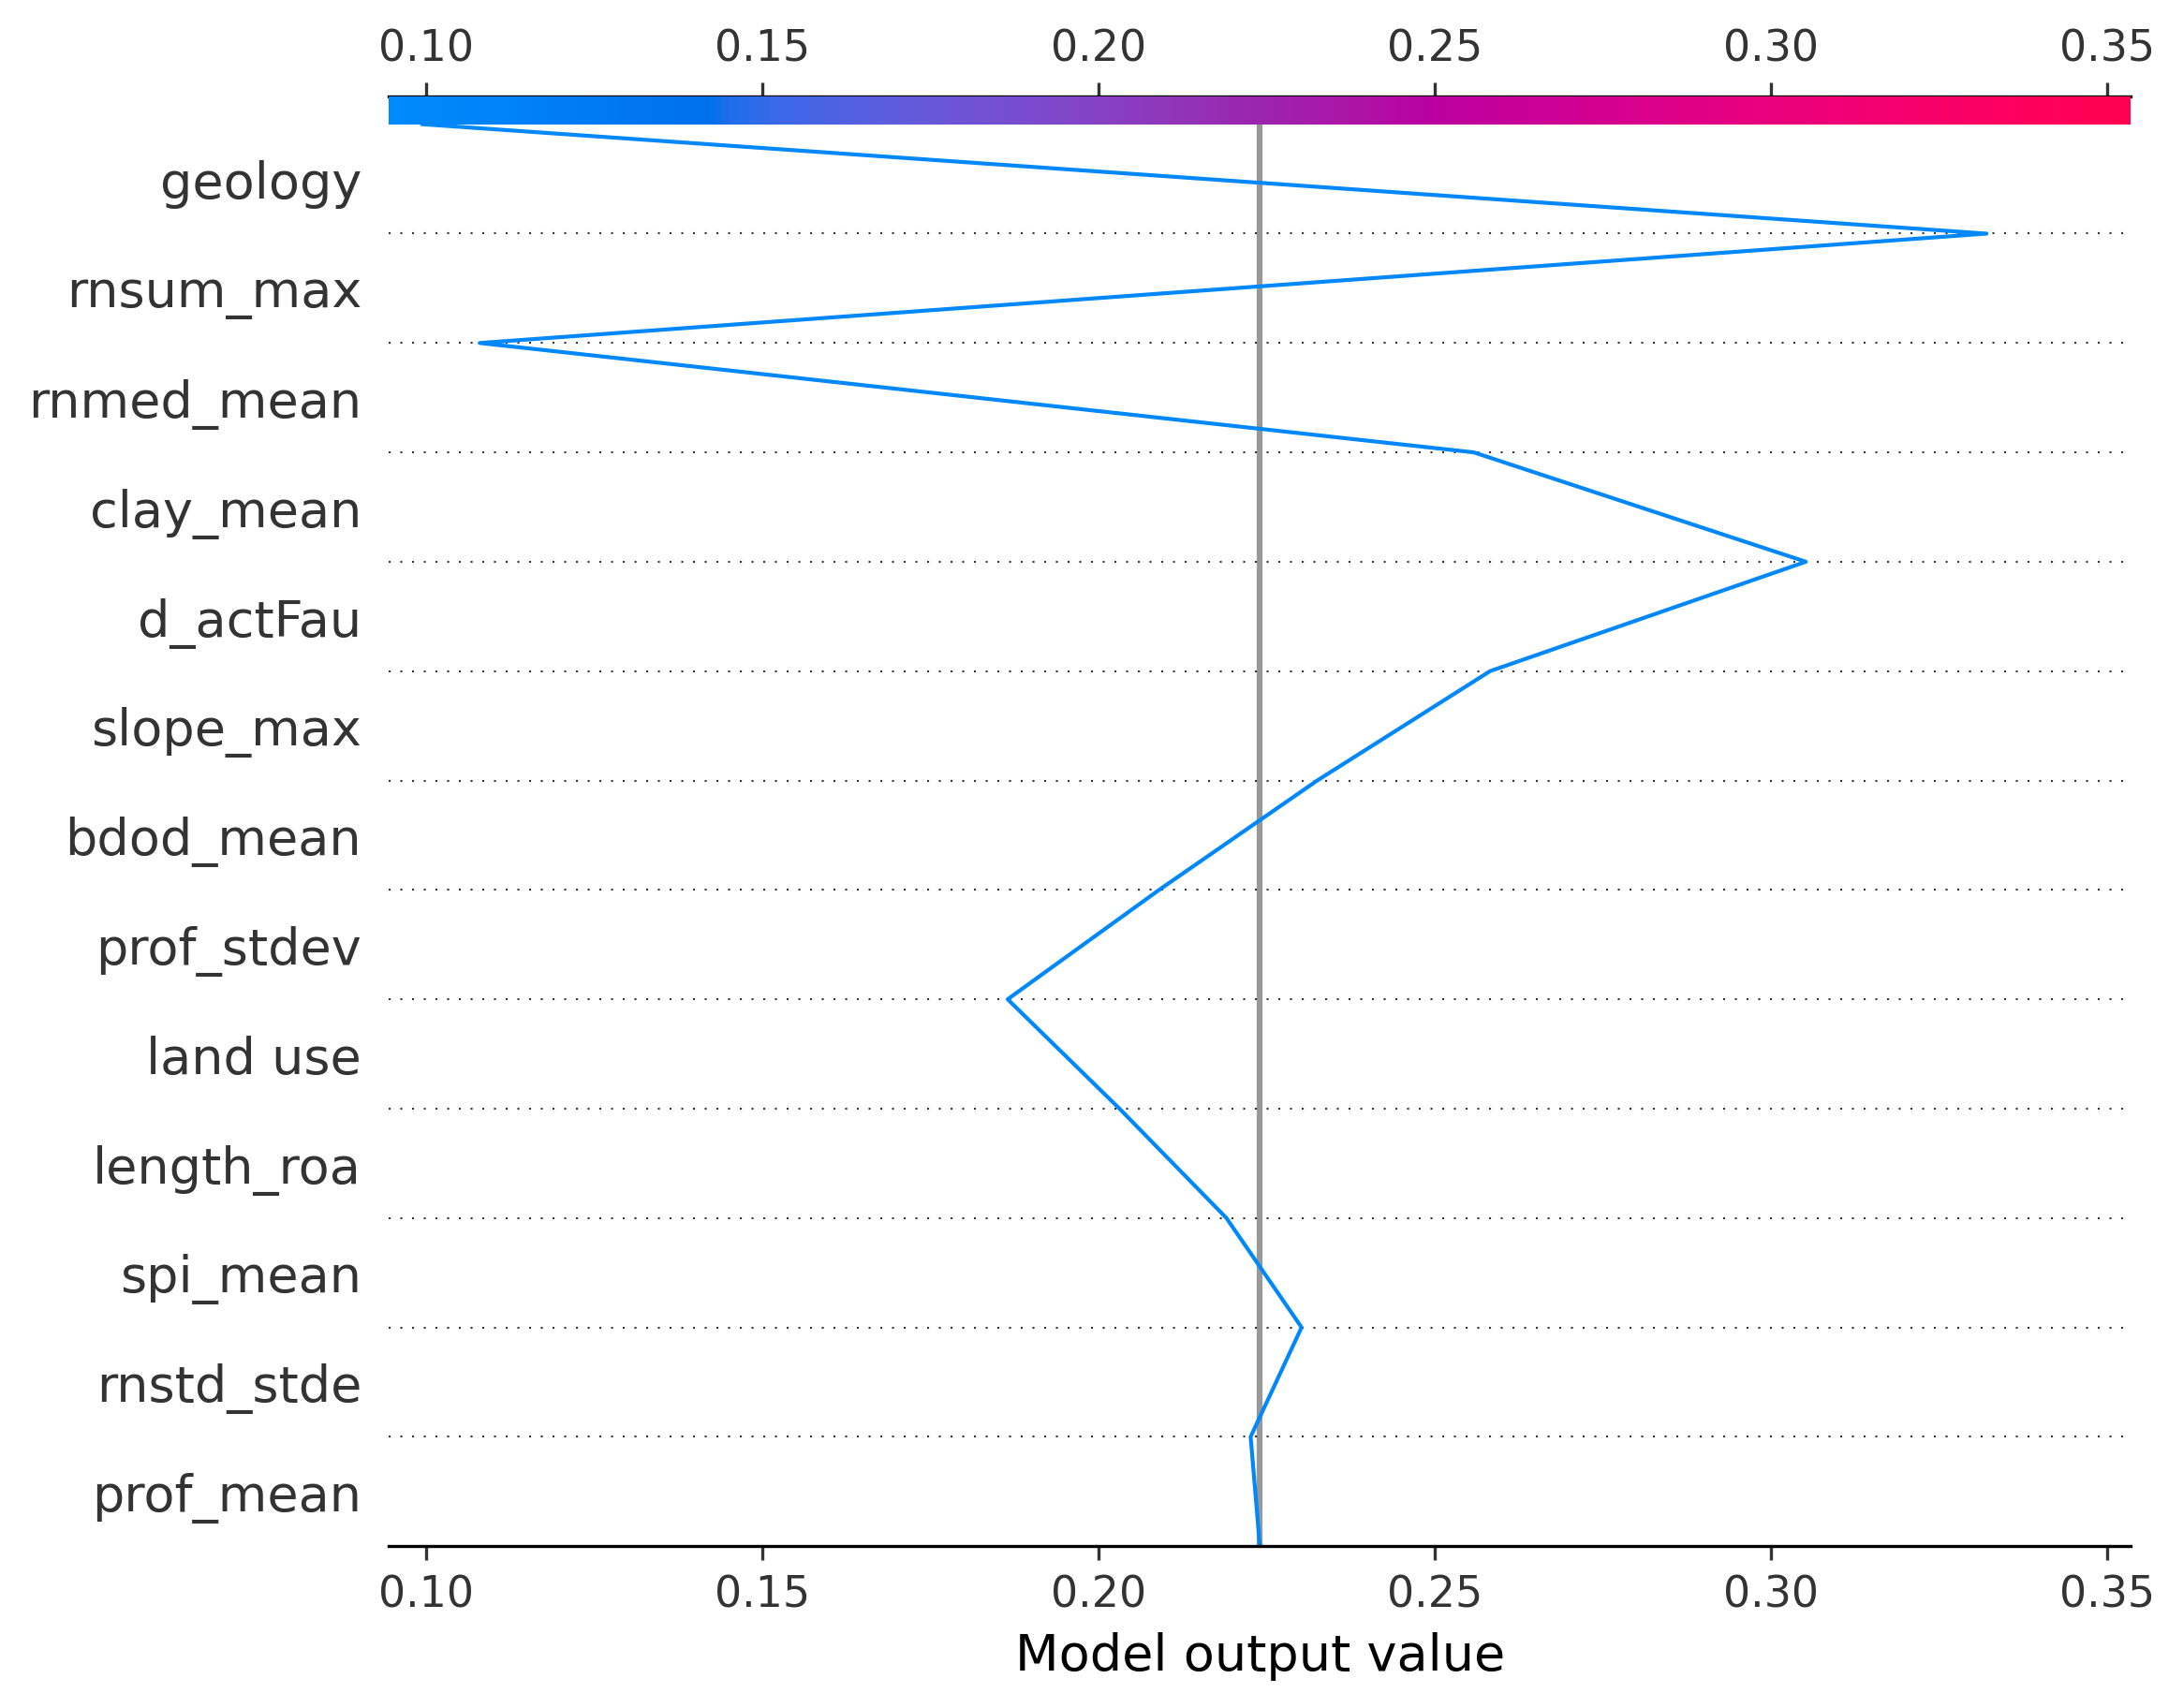 0.10 0.15 0.20 0.25 0.30 0.35
geology
rnsum_max
rnmed_mean
clay_mean
d_actFau
slope_max
bdod_mean
prof_stdev
land use
length_roa
spi_mean
rnstd_stde
prof_mean
0.10 0.15 0.20 0.25 0.30 0.35
Model output value